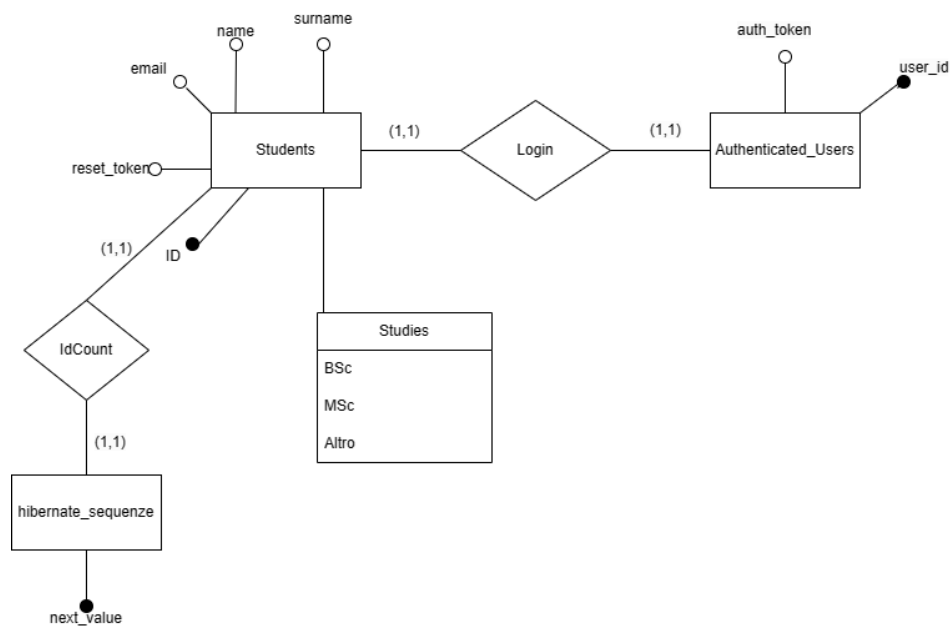 surname
name
auth_token
email
user_id
(1,1)
(1,1)
Students
Login
Authenticated_Users
reset_token
(1,1)
ID
Studies
IdCount
BSc
MSc
Altro
(1,1)
hibernate_sequenze
next_value